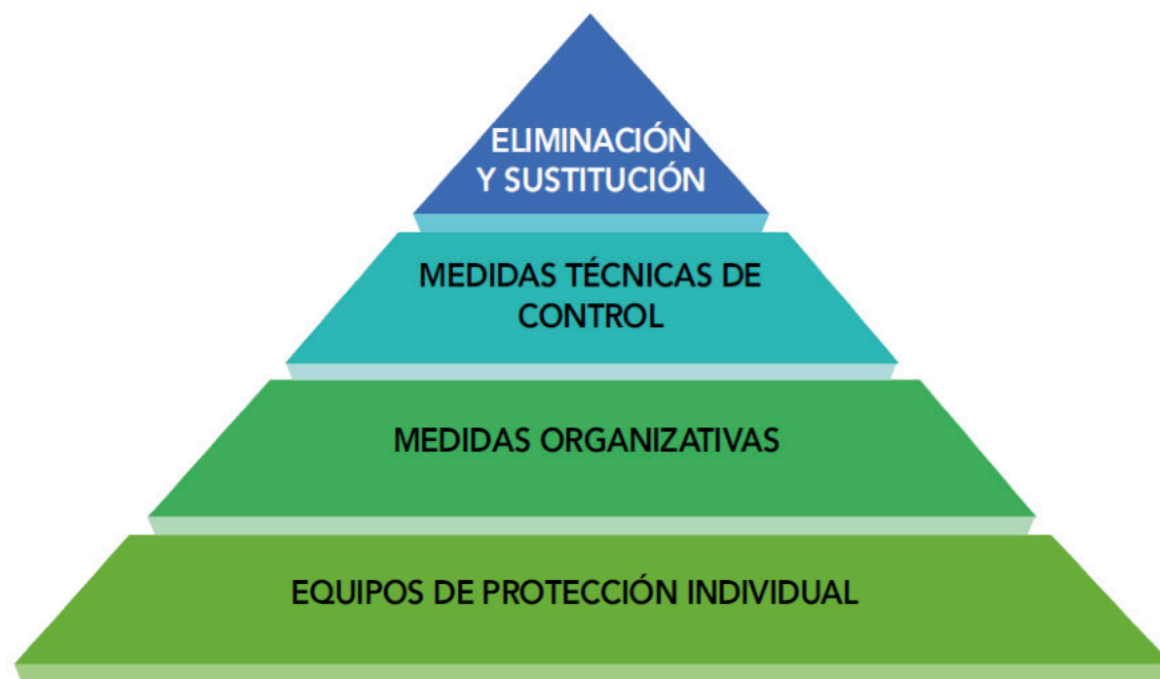 ELIMINACIÓN
Y SUSTITUCIÓN
MEDIDAS TÉCNICAS DE
CONTROL
MEDIDAS ORGANIZATIVAS
EQUIPOS DE PROTECCIÓN INDIVIDUAL